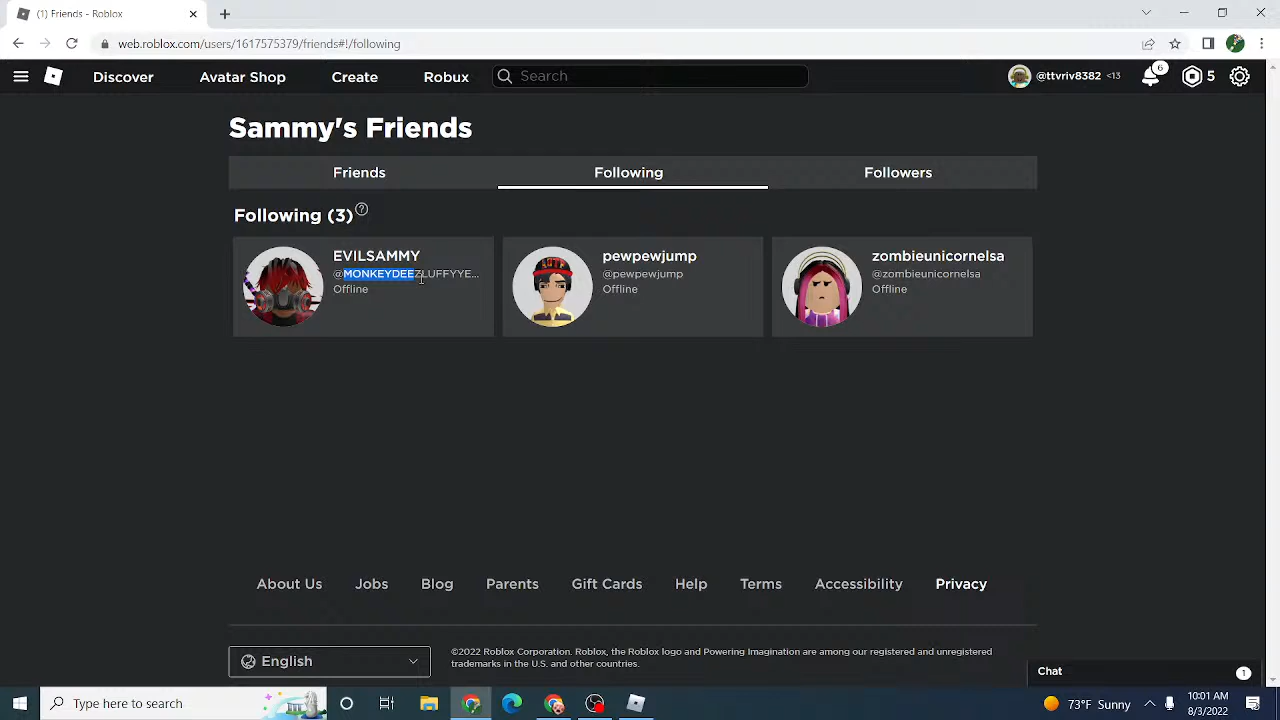 (1) Friends - Roblox
web.roblox.com/users/1617575379/friends#!/following
Discover Avatar Shop Create Robux Search @ttvriv8382 <13 6 5
Sammy's Friends
Friends Following Followers
Following (3) ?
EVILSAMMY
@MONKEYDEEZLUFFYYE...
Offline
pewpewjump
@pewpewjump
Offline
zombieunicornelsa
@zombieunicornelsa
Offline
About Us Jobs Blog Parents Gift Cards Help Terms Accessibility Privacy
English
©2022 Roblox Corporation. Roblox, the Roblox logo and Powering Imagination are among our registered and unregistered
trademarks in the U.S. and other countries.
Chat 1
Type here to search
73°F Sunny
10:01 AM
8/3/2022